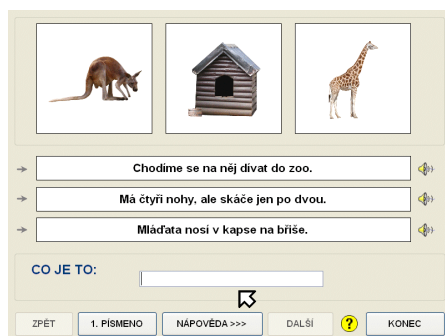 Chodíme se na něj dívat do zoo.
Má čtyři nohy, ale skáče jen po dvou.
Mláďata nosí v kapse na břiše.
CO JE TO:
ZPĚT 1. PÍSMENO NÁPOVĚDA >>> DALŠÍ ? KONEC